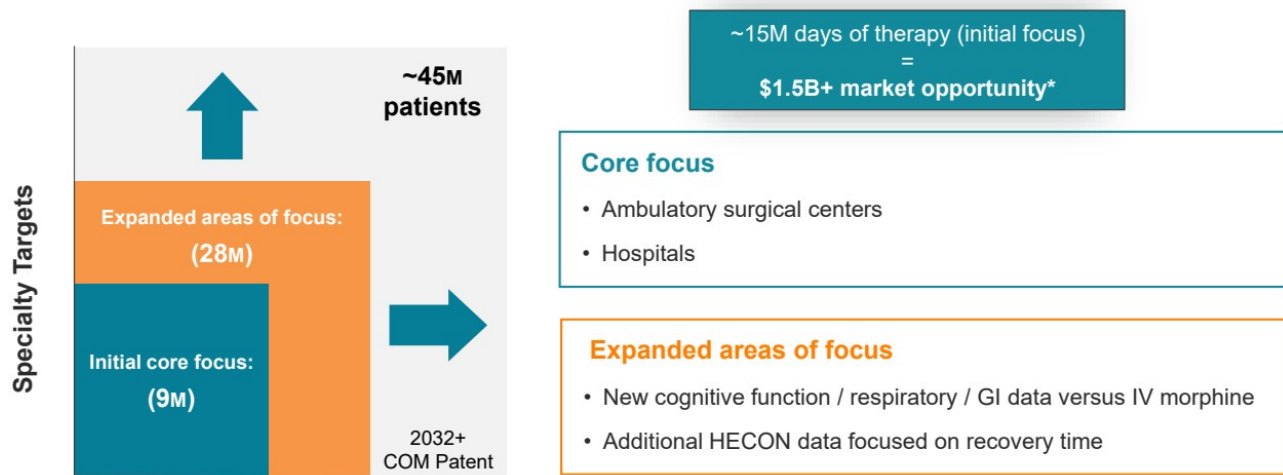 Specialty Targets
~45M
patients
Expanded areas of focus:
(28M)
Initial core focus:
(9M)
2032+
COM Patent
~15M days of therapy (initial focus)
=
$1.5B+ market opportunity*
Core focus
• Ambulatory surgical centers
• Hospitals
Expanded areas of focus
• New cognitive function / respiratory / GI data versus IV morphine
• Additional HECON data focused on recovery time